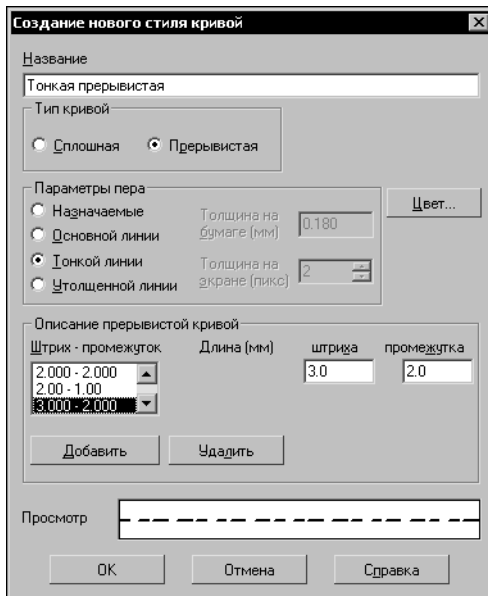 Создание нового стиля кривой
Название
Тонкая прерывистая
Тип кривой
Сплошная Прерывистая
Параметры пера
Назначаемые
Основной линии
Тонкой линии
Утолщенной линии
Толщина на бумаге (мм) 0.180
Толщина на экране (пикс) 2
Цвет...
Описание прерывистой кривой
Штрих - промежуток Длина (мм) штриха промежутка
2.000 - 2.000
2.00 - 1.00
3.000 - 2.000
3.0 2.0
Добавить Удалить
Просмотр
OK Отмена Справка